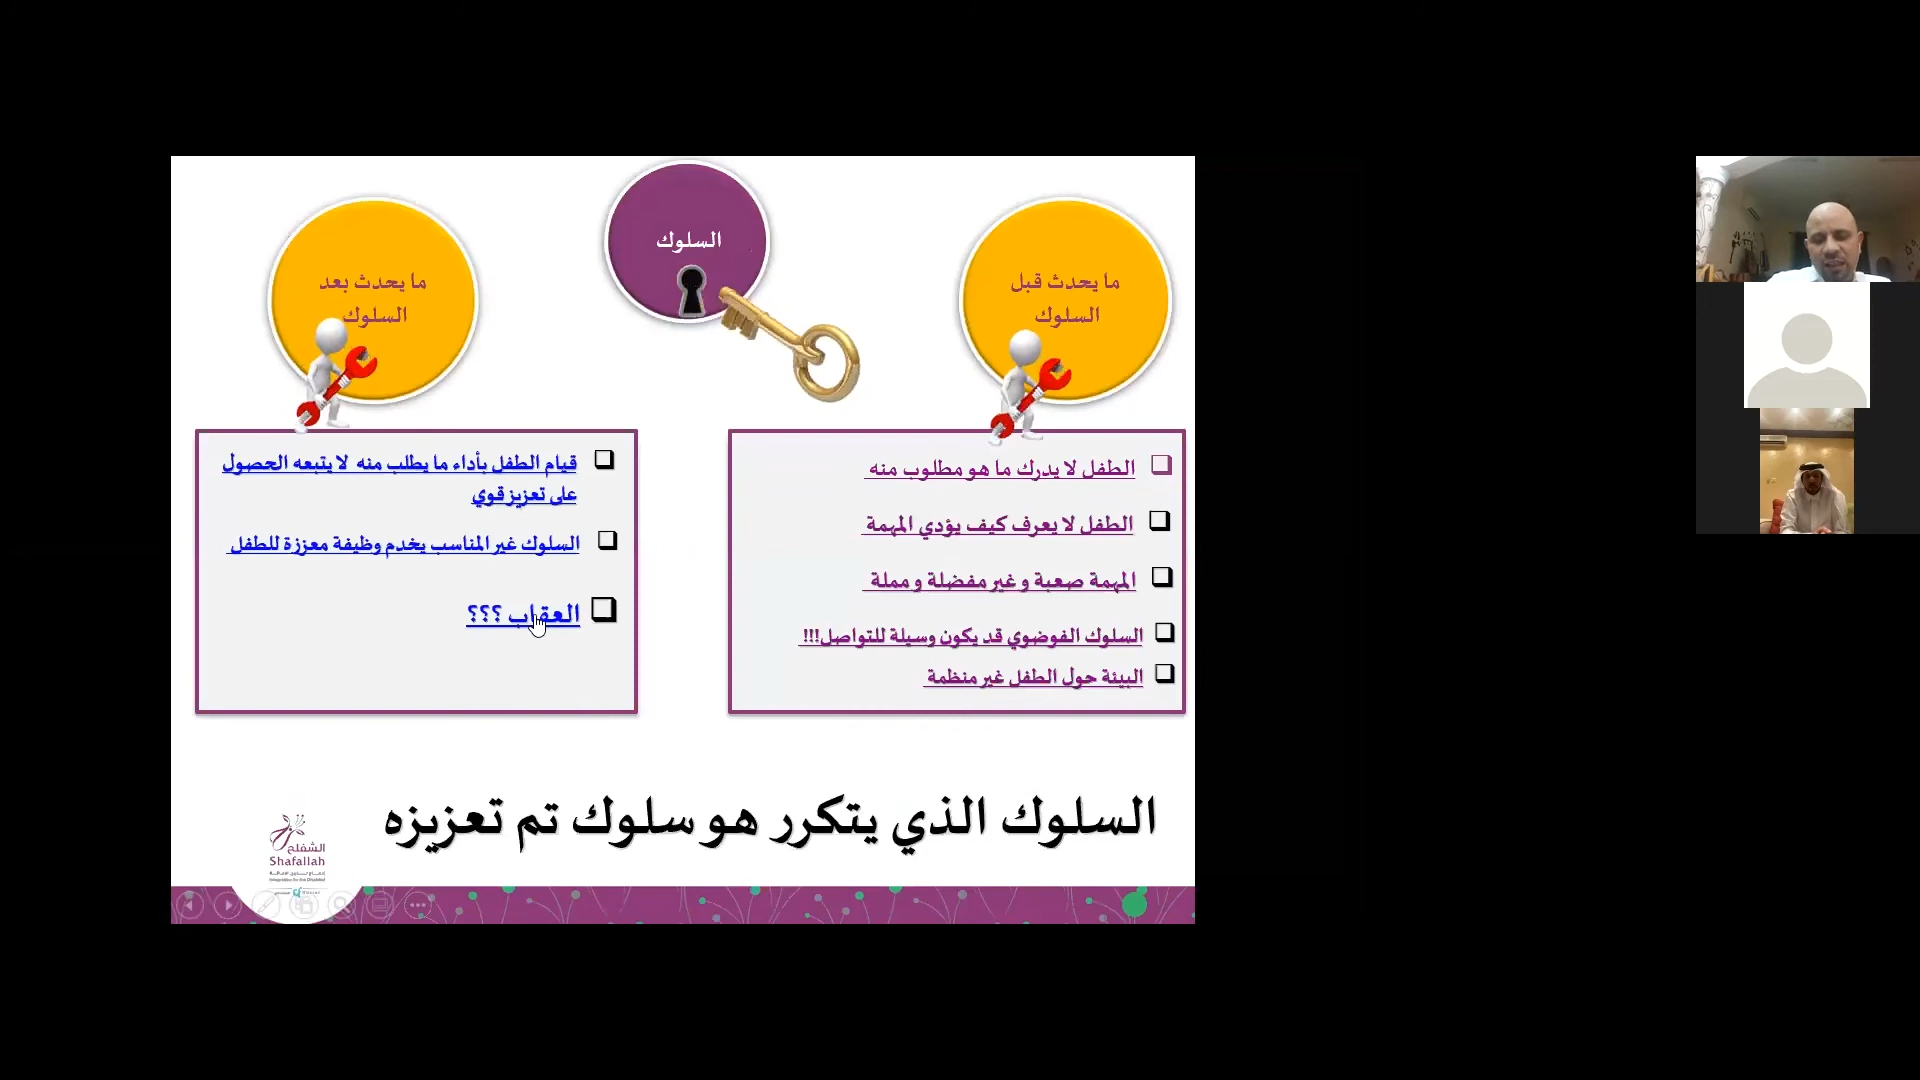 السلوك
ما يحدث قبل
السلوك
ما يحدث بعد
السلوك
الطفل لا يدرك ما هو مطلوب منه
الطفل لا يعرف كيف يؤدي المهمة
المهمة صعبة وغير مفضلة ومملة
السلوك الفوضوي قد يكون وسيلة للتواصل!!!
البيئة حول الطفل غير منظمة
قيام الطفل بأداء ما يطلب منه لا يتبعه الحصول
على تعزيز قوي
السلوك غير المناسب يخدم وظيفة معززة للطفل
العقاب ؟؟؟
السلوك الذي يتكرر هو سلوك تم تعزيزه
الشفلح
Shafallah